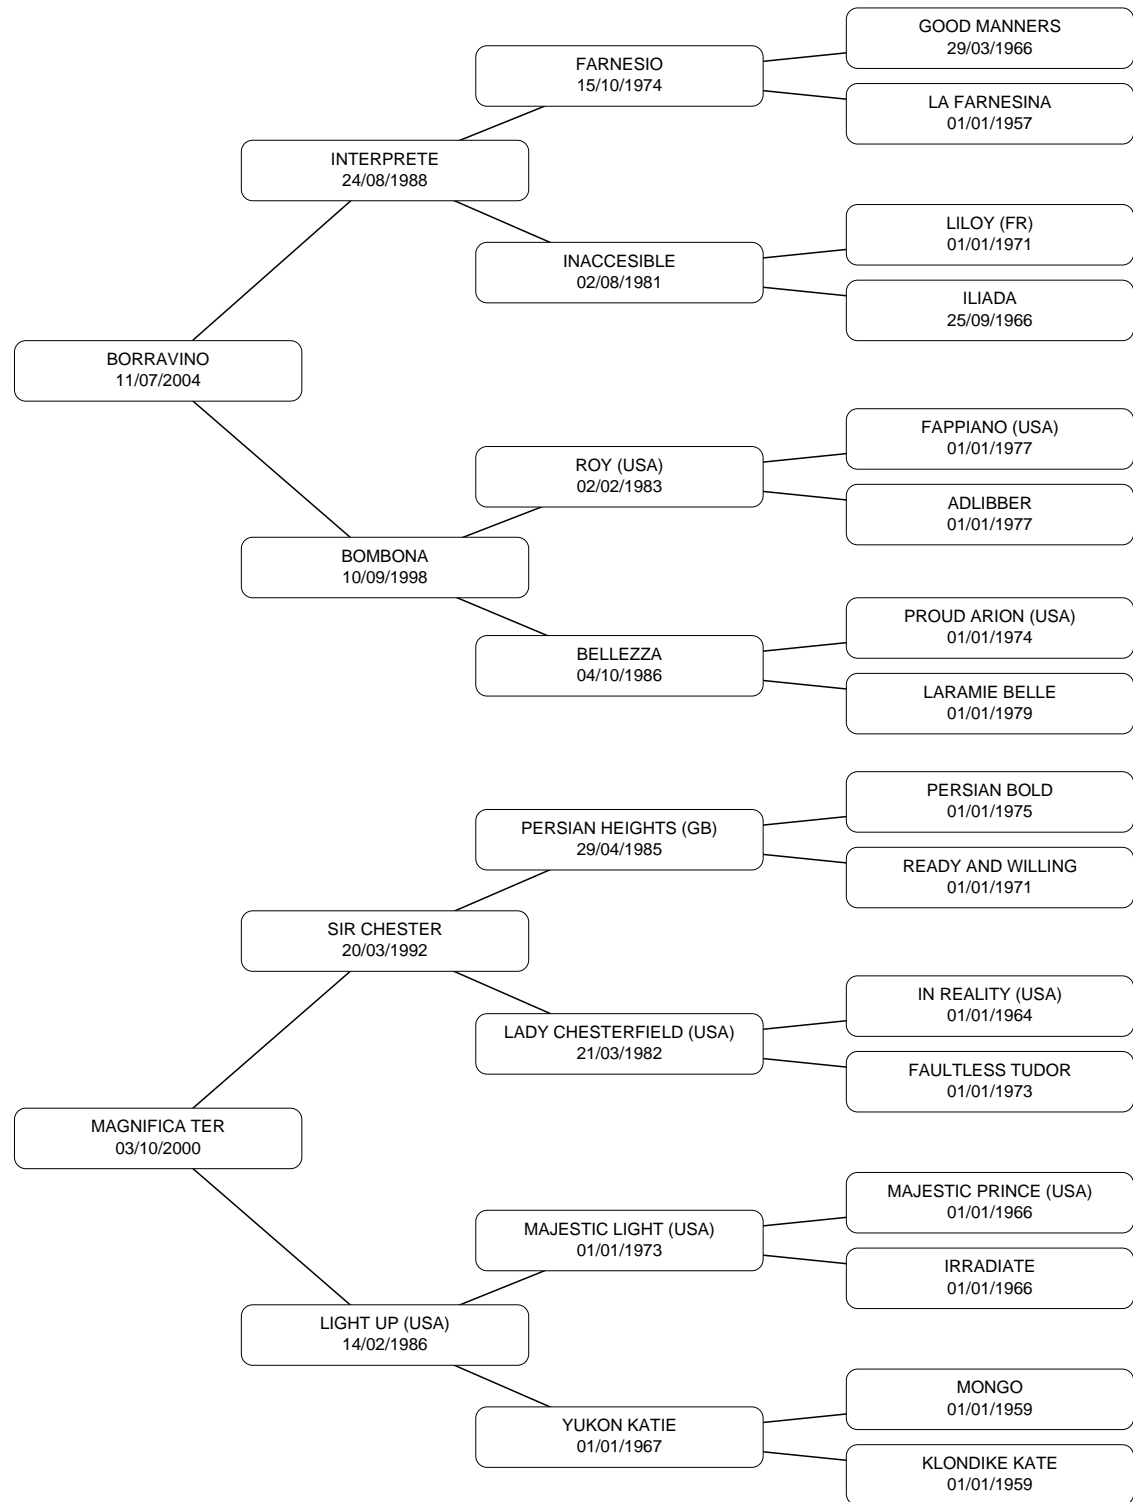 GOOD MANNERS
29/03/1966
FARNESIO
15/10/1974
LA FARNESINA
01/01/1957
INTERPRETE
24/08/1988
LILOY (FR)
01/01/1971
INACCESIBLE
02/08/1981
ILIADA
25/09/1966
BORRAVINO
11/07/2004
FAPPIANO (USA)
01/01/1977
ROY (USA)
02/02/1983
ADLIBBER
01/01/1977
BOMBONA
10/09/1998
PROUD ARION (USA)
01/01/1974
BELLEZZA
04/10/1986
LARAMIE BELLE
01/01/1979
PERSIAN BOLD
01/01/1975
PERSIAN HEIGHTS (GB)
29/04/1985
READY AND WILLING
01/01/1971
SIR CHESTER
20/03/1992
IN REALITY (USA)
01/01/1964
LADY CHESTERFIELD (USA)
21/03/1982
FAULTLESS TUDOR
01/01/1973
MAGNIFICA TER
03/10/2000
MAJESTIC PRINCE (USA)
01/01/1966
MAJESTIC LIGHT (USA)
01/01/1973
IRRADIATE
01/01/1966
LIGHT UP (USA)
14/02/1986
MONGO
01/01/1959
YUKON KATIE
01/01/1967
KLONDIKE KATE
01/01/1959